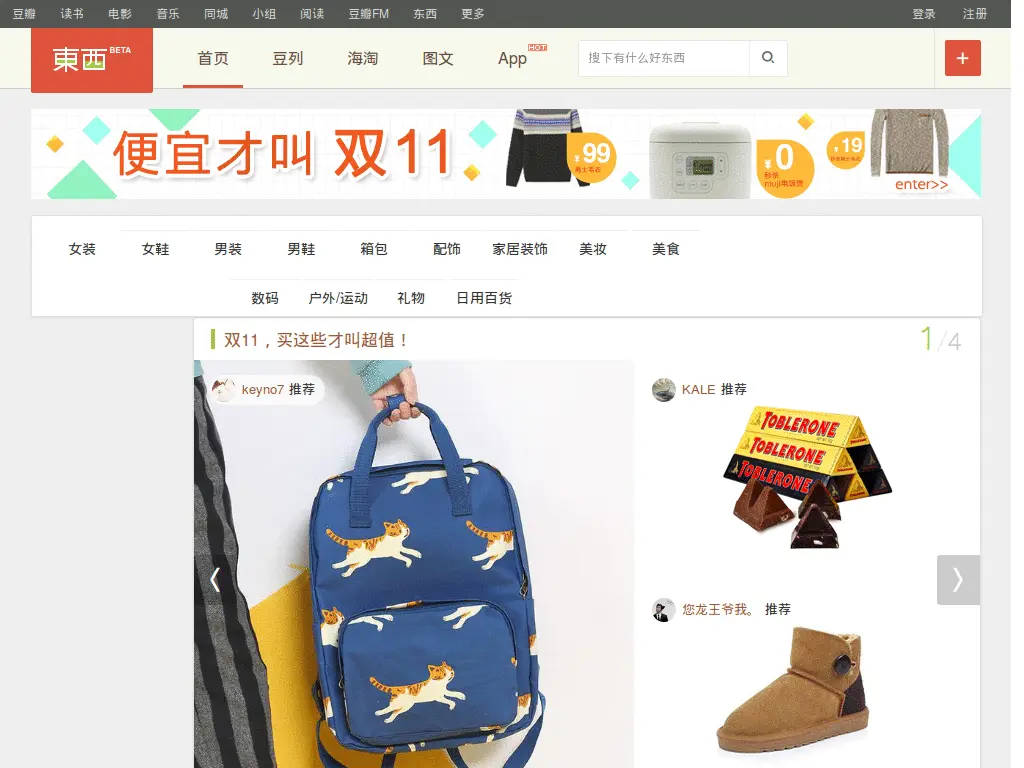 豆瓣 读书 电影 音乐 同城 小组 阅读 豆瓣FM 东西 更多 登录 注册
東西 BETA 首页 豆列 海淘 图文 App HOT 搜下有什么好东西 +
便宜才叫 双11 ¥99 男士毛衣 ¥0 秒杀 muji电饭煲 ¥19 enter>>
女装 女鞋 男装 男鞋 箱包 配饰 家居装饰 美妆 美食
数码 户外/运动 礼物 日用百货
双11，买这些才叫超值！ 1/4
keyno7 推荐 KALE 推荐
TOBLERONE
TOBLERONE
TOBLERONE
您龙王爷我。 推荐